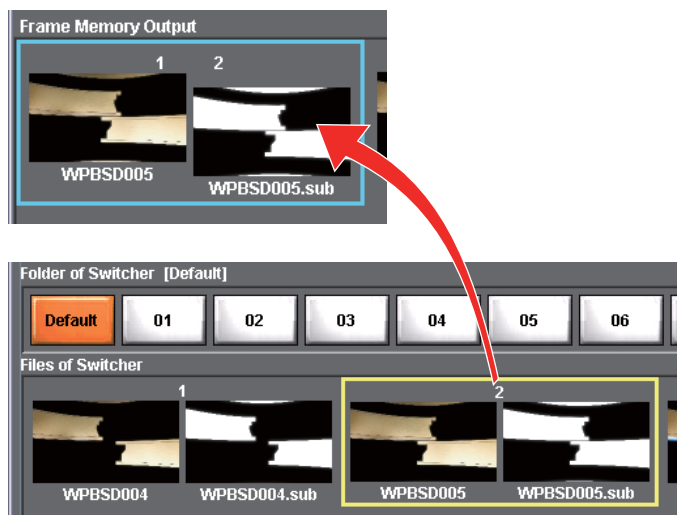 Frame Memory Output
1 2
WPBSD005 WPBSD005.sub
Folder of Switcher [Default]
Default 01 02 03 04 05 06
Files of Switcher
1 2
WPBSD004 WPBSD004.sub WPBSD005 WPBSD005.sub